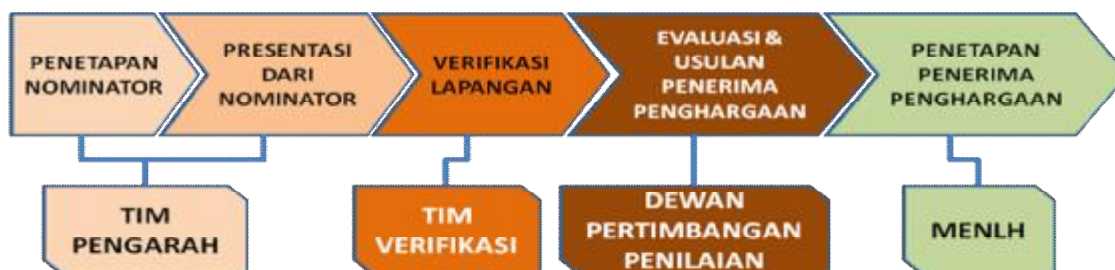 PENETAPAN
NOMINATOR
PRESENTASI
DARI
NOMINATOR
VERIFIKASI
LAPANGAN
EVALUASI &
USULAN
PENERIMA
PENGHARGAAN
PENETAPAN
PENERIMA
PENGHARGAAN
TIM
PENGARAH
TIM
VERIFIKASI
DEWAN
PERTIMBANGAN
PENILAIAN
MENLH